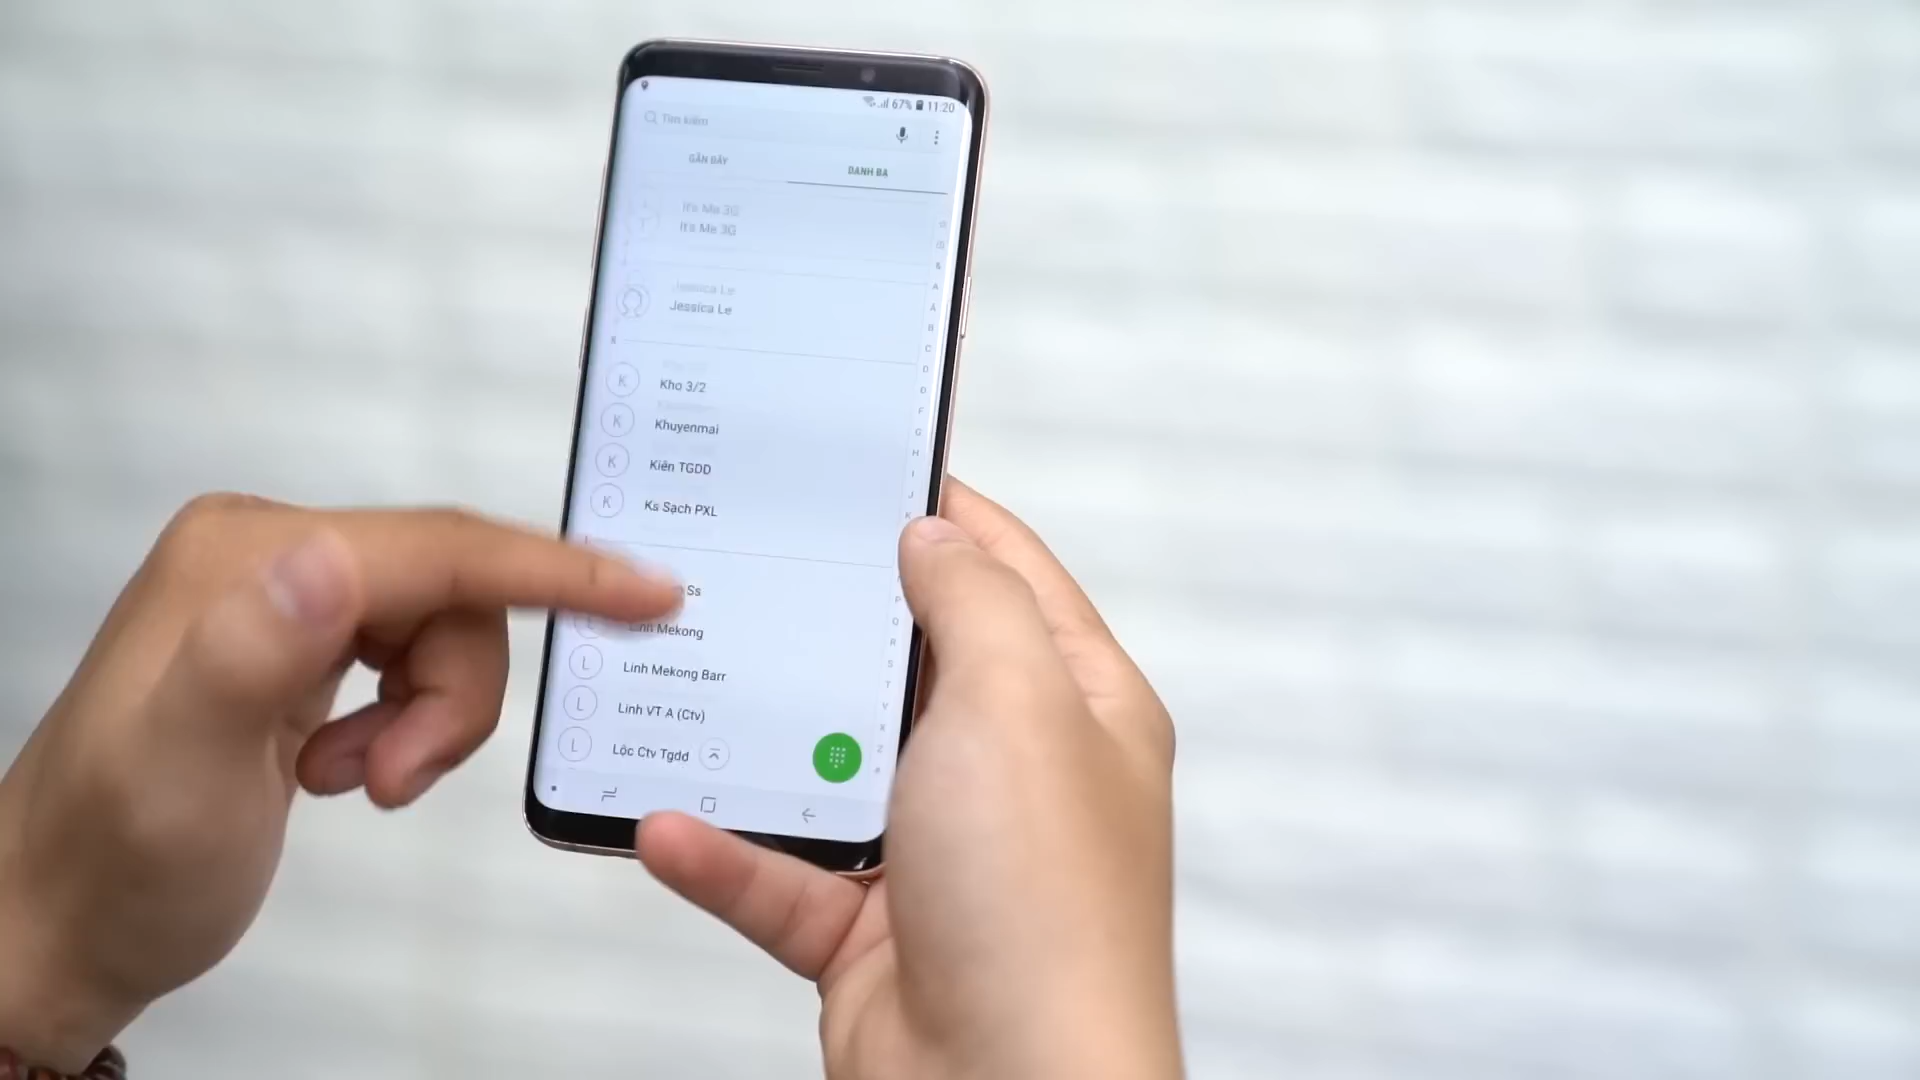 67% 11:20
Tìm kiếm
GẦN ĐÂY
DANH BẠ
It's Me 3G
It's Me 3G
Jessica Le
Jessica Le
&
A
Á
B
C
D
Đ
F
G
H
I
J
K
K
K Kho 3/2
K Khuyenmai
K Kiên TGDD
K Ks Sạch PXL
L
Ss
Linh Mekong
L Linh Mekong Barr
L Linh VT A (Ctv)
L Lộc Ctv Tgdd
P
Q
R
S
T
V
X
Z
#